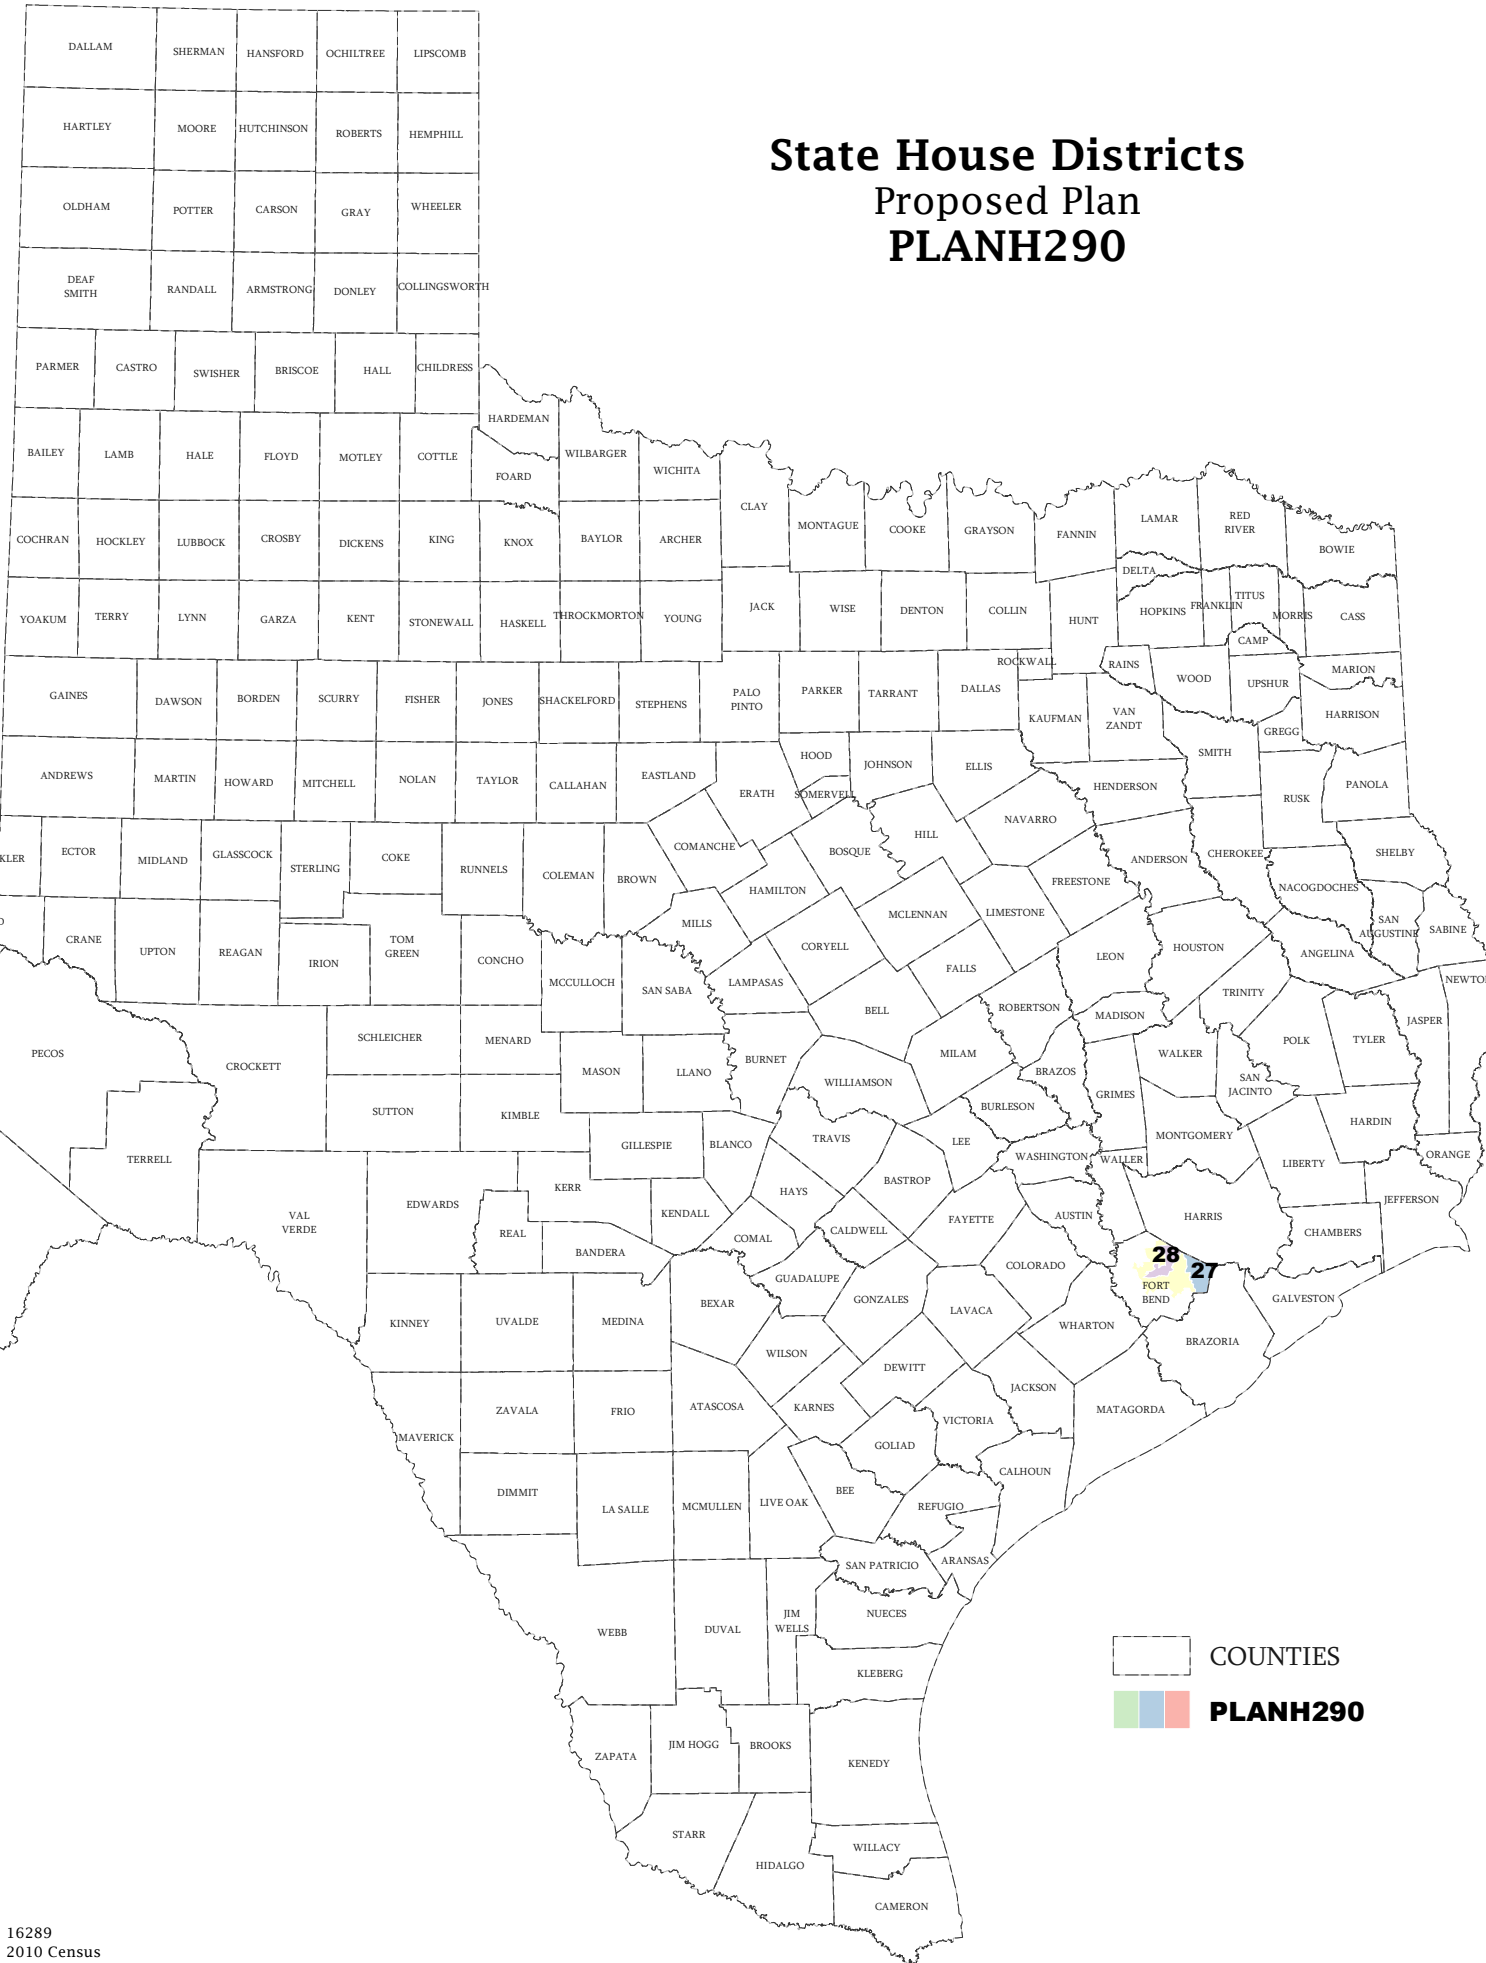 State House Districts
Proposed Plan
PLANH290
DALLAM
SHERMAN
HANSFORD
OCHILTREE
LIPSCOMB
HARTLEY
MOORE
HUTCHINSON
ROBERTS
HEMPHILL
OLDHAM
POTTER
CARSON
GRAY
WHEELER
DEAF
SMITH
RANDALL
ARMSTRONG
DONLEY
COLLINGSWORTH
PARMER
CASTRO
SWISHER
BRISCOE
HALL
CHILDRESS
HARDEMAN
BAILEY
LAMB
HALE
FLOYD
MOTLEY
COTTLE
FOARD
WILBARGER
WICHITA
CLAY
MONTAGUE
COOKE
GRAYSON
FANNIN
LAMAR
RED
RIVER
BOWIE
COCHRAN
HOCKLEY
LUBBOCK
CROSBY
DICKENS
KING
KNOX
BAYLOR
ARCHER
DELTA
YOAKUM
TERRY
LYNN
GARZA
KENT
STONEWALL
HASKELL
THROCKMORTON
YOUNG
JACK
WISE
DENTON
COLLIN
HUNT
HOPKINS
FRANKLIN
TITUS
MORRIS
CASS
CAMP
ROCKWALL
RAINS
WOOD
UPSHUR
MARION
GAINES
DAWSON
BORDEN
SCURRY
FISHER
JONES
SHACKELFORD
STEPHENS
PALO
PINTO
PARKER
TARRANT
DALLAS
KAUFMAN
VAN
ZANDT
HARRISON
GREGG
SMITH
ANDREWS
MARTIN
HOWARD
MITCHELL
NOLAN
TAYLOR
CALLAHAN
EASTLAND
ERATH
HOOD
SOMERVELL
JOHNSON
ELLIS
HENDERSON
RUSK
PANOLA
KLER
ECTOR
MIDLAND
GLASSCOCK
STERLING
COKE
RUNNELS
COLEMAN
BROWN
COMANCHE
HAMILTON
BOSQUE
HILL
NAVARRO
FREESTONE
ANDERSON
CHEROKEE
NACOGDOCHES
SHELBY
CRANE
UPTON
REAGAN
IRION
TOM
GREEN
CONCHO
MCCULLOCH
SAN SABA
MILLS
LAMPASAS
CORYELL
MCLENNAN
LIMESTONE
FALLS
LEON
HOUSTON
ANGELINA
SAN
AUGUSTINE
SABINE
NEWTO
PECOS
CROCKETT
SCHLEICHER
MENARD
MASON
LLANO
BURNET
BELL
MILAM
ROBERTSON
MADISON
TRINITY
WALKER
POLK
TYLER
JASPER
TERRELL
SUTTON
KIMBLE
GILLESPIE
BLANCO
WILLIAMSON
TRAVIS
BRAZOS
BURLESON
LEE
GRIMES
SAN
JACINTO
MONTGOMERY
HARDIN
LIBERTY
ORANGE
JEFFERSON
VAL
VERDE
EDWARDS
KERR
REAL
BANDERA
KENDALL
COMAL
HAYS
CALDWELL
BASTROP
FAYETTE
WASHINGTON
WALLER
AUSTIN
HARRIS
CHAMBERS
28
27
FORT
BEND
GALVESTON
KINNEY
UVALDE
MEDINA
BEXAR
GUADALUPE
GONZALES
LAVACA
COLORADO
WHARTON
BRAZORIA
WILSON
DEWITT
JACKSON
MATAGORDA
MAVERICK
ZAVALA
FRIO
ATASCOSA
KARNES
GOLIAD
VICTORIA
CALHOUN
DIMMIT
LA SALLE
MCMULLEN
LIVE OAK
BEE
REFUGIO
ARANSAS
SAN PATRICIO
WEBB
DUVAL
JIM
WELLS
NUECES
KLEBERG
ZAPATA
JIM HOGG
BROOKS
KENEDY
STARR
HIDALGO
WILLACY
CAMERON
COUNTIES
PLANH290
16289
2010 Census